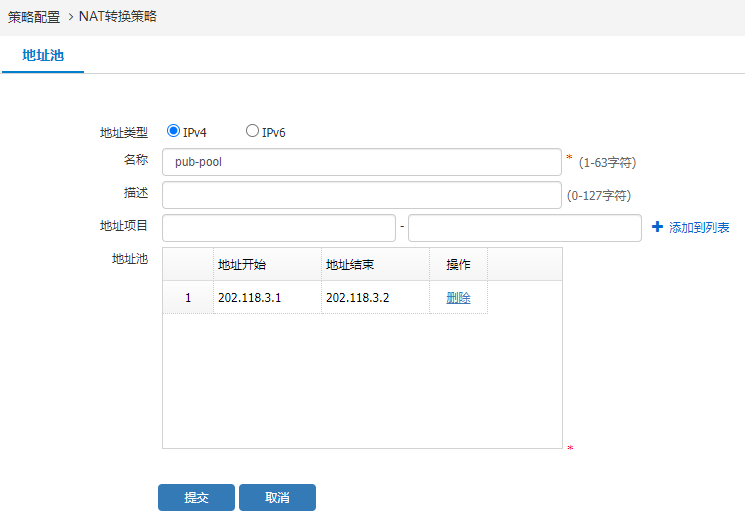 策略配置 > NAT转换策略
地址池
地址类型 IPv4 IPv6
名称 pub-pool * (1-63字符)
描述 (0-127字符)
地址项目 - + 添加到列表
地址池 地址开始 地址结束 操作
1 202.118.3.1 202.118.3.2 删除
*
提交 取消